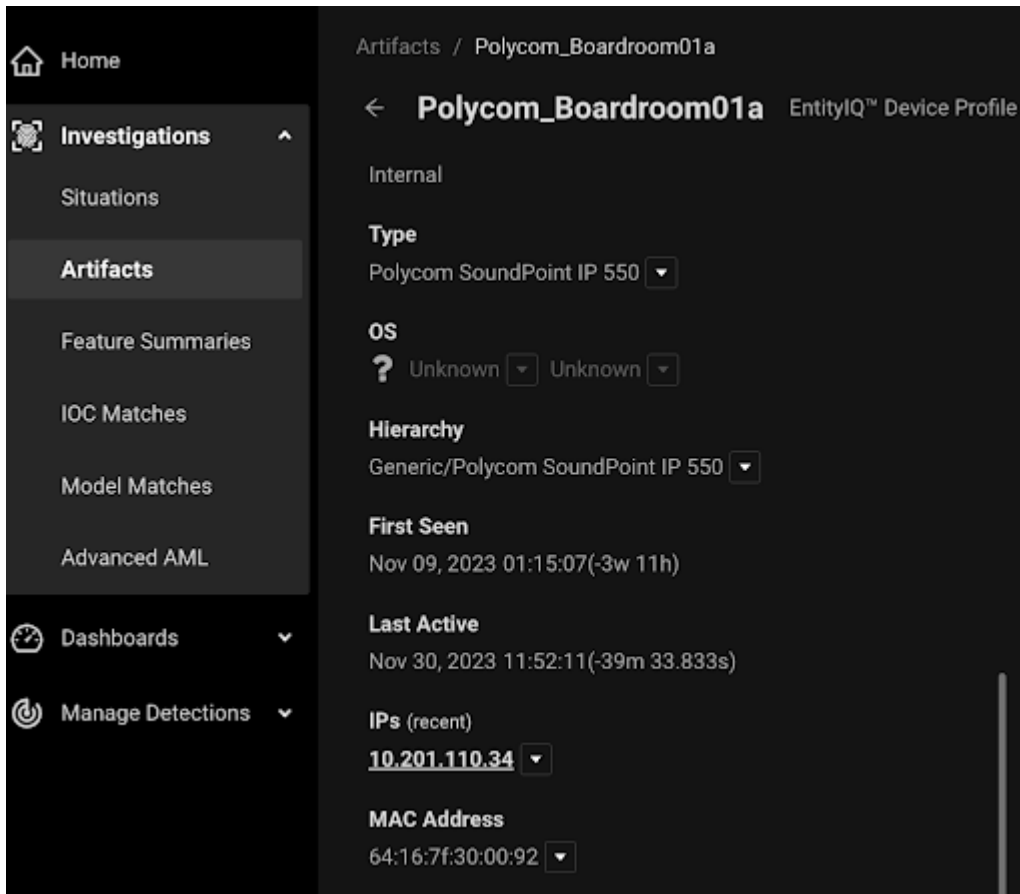 Home
Investigations
Situations
Artifacts
Feature Summaries
IOC Matches
Model Matches
Advanced AML
Dashboards
Manage Detections
Artifacts / Polycom_Boardroom01a
← Polycom_Boardroom01a EntityIQ™ Device Profile
Internal
Type
Polycom SoundPoint IP 550
OS
? Unknown Unknown
Hierarchy
Generic/Polycom SoundPoint IP 550
First Seen
Nov 09, 2023 01:15:07(-3w 11h)
Last Active
Nov 30, 2023 11:52:11(-39m 33.833s)
IPs (recent)
10.201.110.34
MAC Address
64:16:7f:30:00:92